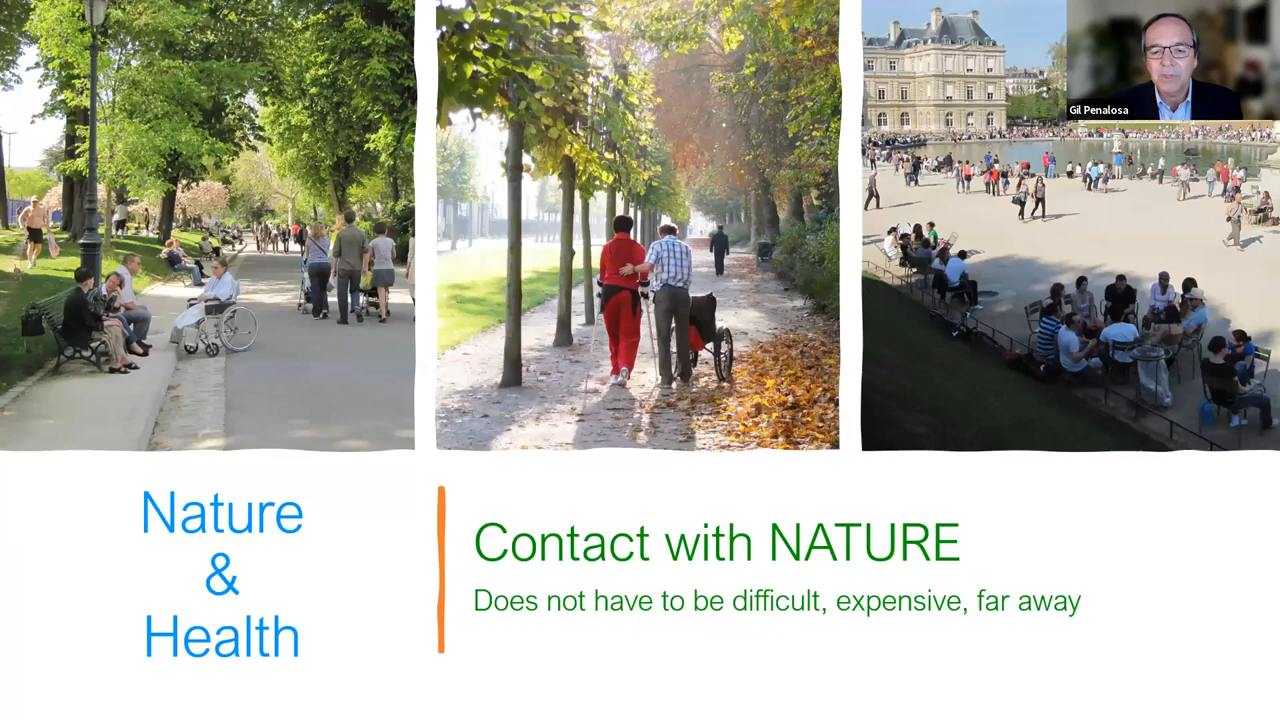 Gil Penalosa
Nature
&
Health
Contact with NATURE
Does not have to be difficult, expensive, far away